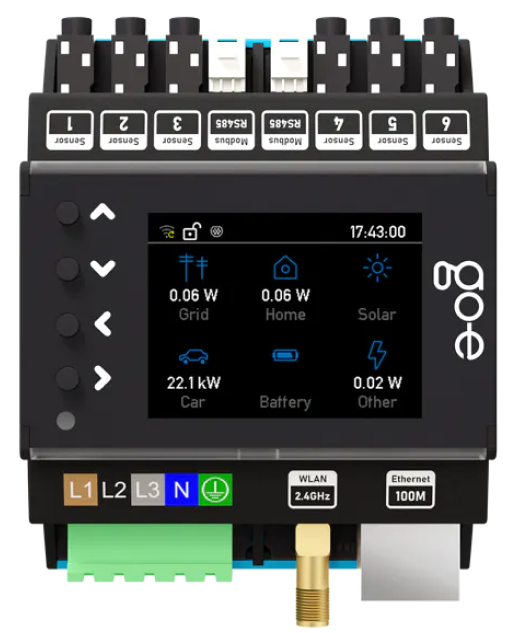 1 2 3 RS485 RS485 4 5 6
Sensor Sensor Sensor Modbus Modbus Sensor Sensor Sensor
17:43:00
0.06 W 0.06 W
Grid Home Solar
22.1 kW 0.02 W
Car Battery Other
go-e
L1 L2 L3 N
WLAN
2.4GHz
Ethernet
100M